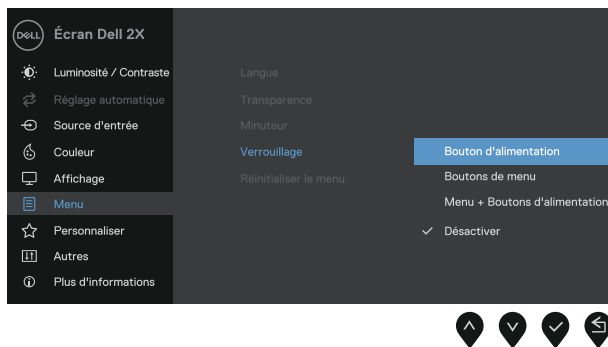 DELL
Écran Dell 2X
Luminosité / Contraste
Réglage automatique
Source d'entrée
Couleur
Affichage
Menu
Personnaliser
Autres
Plus d'informations
Langue
Transparence
Minuteur
Verrouillage
Réinitialiser le menu
Bouton d'alimentation
Boutons de menu
Menu + Boutons d'alimentation
Désactiver